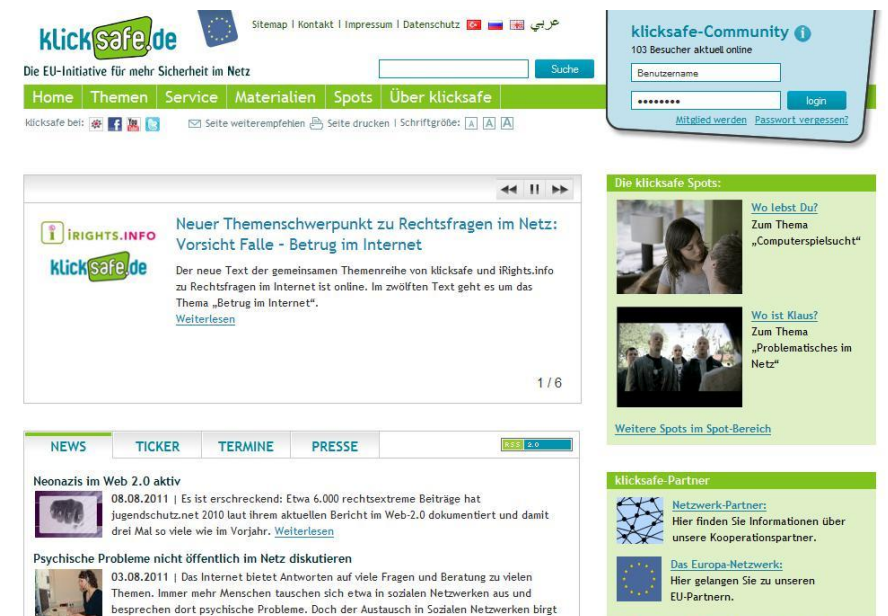 klicksafe.de
Sitemap | Kontakt | Impressum | Datenschutz عربي
Die EU-Initiative für mehr Sicherheit im Netz
Suche
klicksafe-Community i
103 Besucher aktuell online
Benutzername
••••••••
login
Mitglied werden Passwort vergessen?
Home Themen Service Materialien Spots Über klicksafe
klicksafe bei: Seite weiterempfehlen Seite drucken | Schriftgröße: A A A
iRIGHTS.INFO
klicksafe.de
Neuer Themenschwerpunkt zu Rechtsfragen im Netz:
Vorsicht Falle - Betrug im Internet
Der neue Text der gemeinsamen Themenreihe von klicksafe und iRights.info
zu Rechtsfragen im Internet ist online. Im zwölften Text geht es um das
Thema „Betrug im Internet“.
Weiterlesen
1 / 6
Die klicksafe Spots:
Wo lebst Du?
Zum Thema
„Computerspielsucht“
Wo ist Klaus?
Zum Thema
„Problematisches im
Netz“
Weitere Spots im Spot-Bereich
NEWS TICKER TERMINE PRESSE RSS 2.0
Neonazis im Web 2.0 aktiv
08.08.2011 | Es ist erschreckend: Etwa 6.000 rechtsextreme Beiträge hat
jugendschutz.net 2010 laut ihrem aktuellen Bericht im Web-2.0 dokumentiert und damit
drei Mal so viele wie im Vorjahr. Weiterlesen
Psychische Probleme nicht öffentlich im Netz diskutieren
03.08.2011 | Das Internet bietet Antworten auf viele Fragen und Beratung zu vielen
Themen. Immer mehr Menschen tauschen sich etwa in sozialen Netzwerken aus und
besprechen dort psychische Probleme. Doch der Austausch in Sozialen Netzwerken birgt
klicksafe-Partner
Netzwerk-Partner:
Hier finden Sie Informationen über
unsere Kooperationspartner.
Das Europa-Netzwerk:
Hier gelangen Sie zu unseren
EU-Partnern.